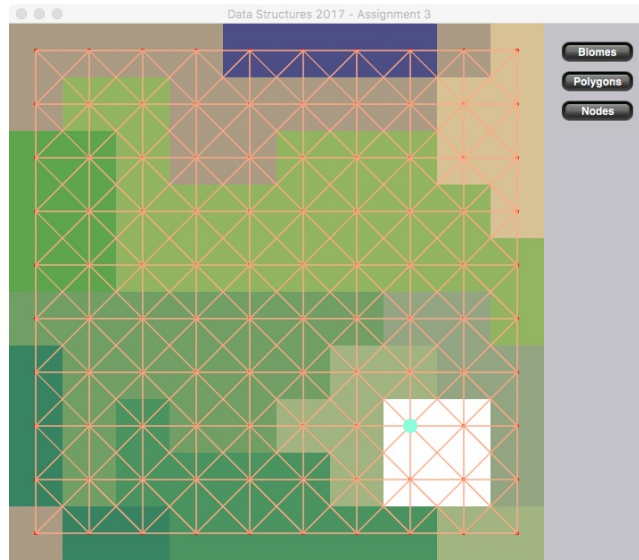 Data Structures 2017 - Assignment 3
Biomes
Polygons
Nodes